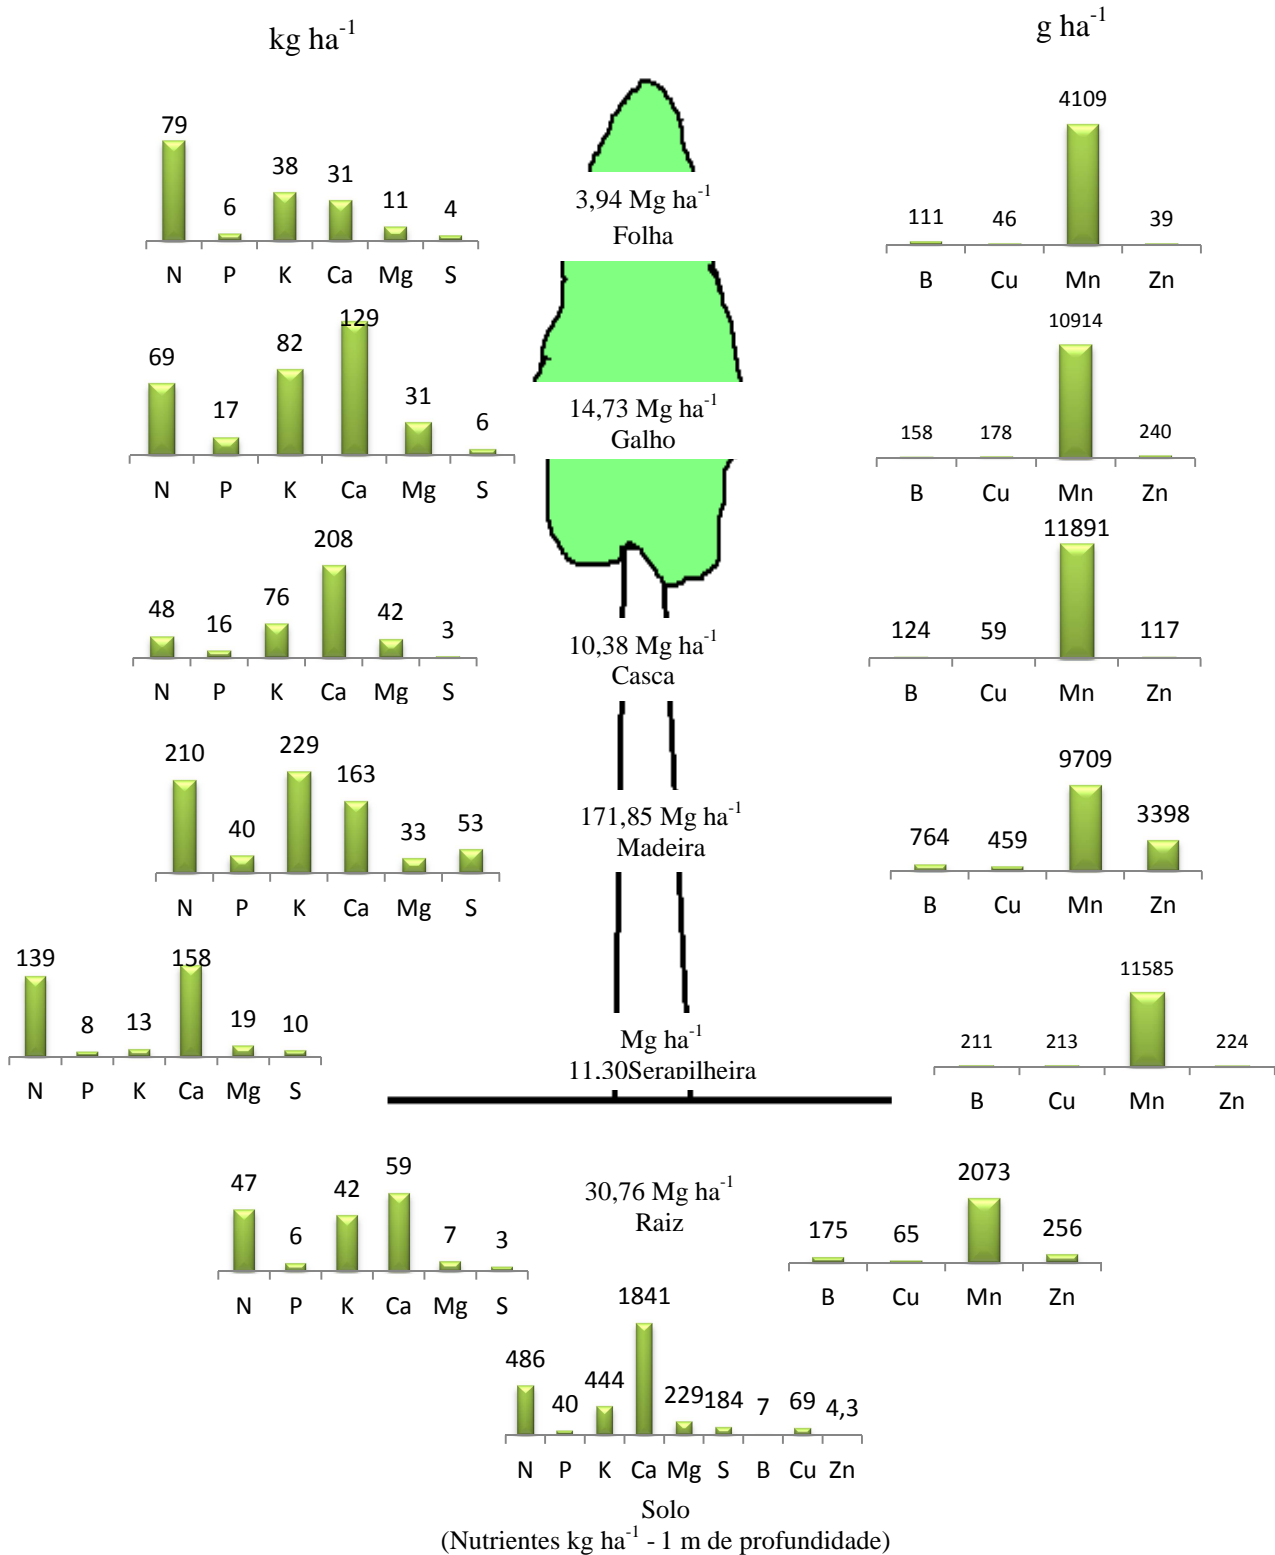 kg ha-1
g ha-1
79 6 38 31 11 4
N P K Ca Mg S
3,94 Mg ha-1
Folha
111 46 4109 39
B Cu Mn Zn
69 17 82 129 31 6
N P K Ca Mg S
14,73 Mg ha-1
Galho
158 178 10914 240
B Cu Mn Zn
48 16 76 208 42 3
N P K Ca Mg S
10,38 Mg ha-1
Casca
124 59 11891 117
B Cu Mn Zn
210 40 229 163 33 53
N P K Ca Mg S
171,85 Mg ha-1
Madeira
764 459 9709 3398
B Cu Mn Zn
139 8 13 158 19 10
N P K Ca Mg S
Mg ha-1
11,30Serapilheira
211 213 11585 224
B Cu Mn Zn
47 6 42 59 7 3
N P K Ca Mg S
30,76 Mg ha-1
Raiz
175 65 2073 256
B Cu Mn Zn
486 40 444 1841 229 184 7 69 4,3
N P K Ca Mg S B Cu Zn
Solo
(Nutrientes kg ha-1 - 1 m de profundidade)